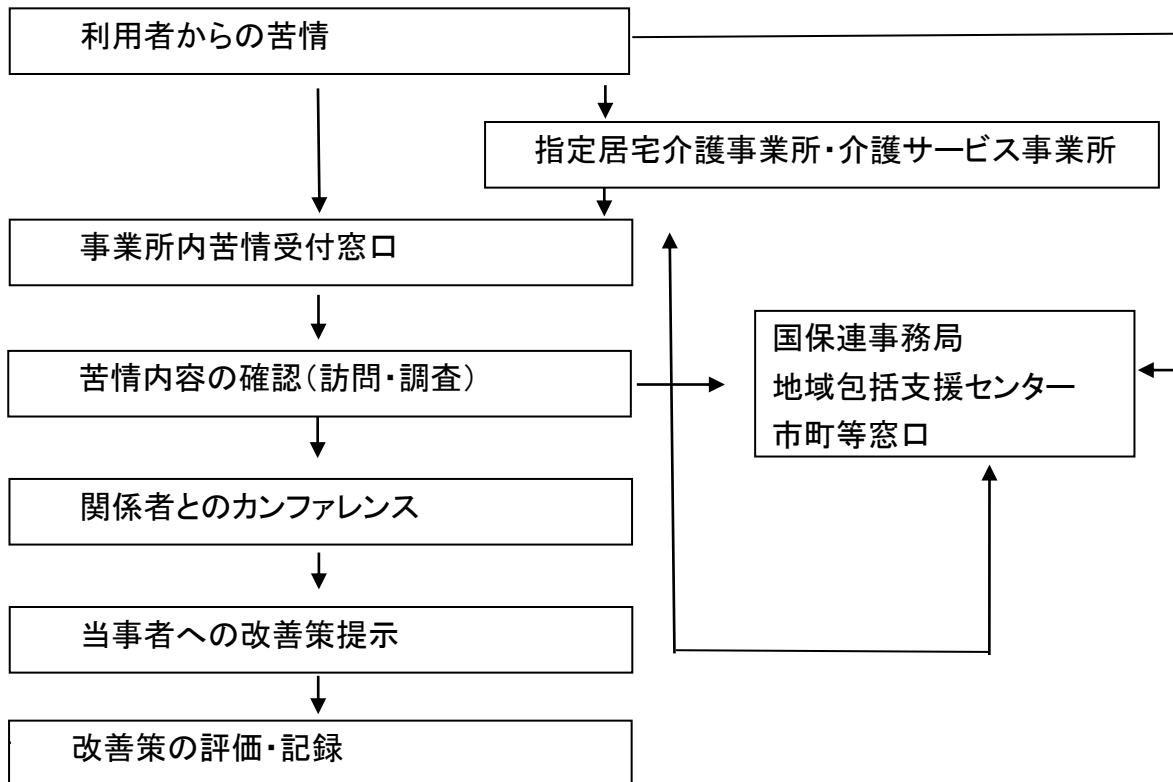 利用者からの苦情
指定居宅介護事業所・介護サービス事業所
事業所内苦情受付窓口
苦情内容の確認(訪問・調査)
国保連事務局
地域包括支援センター
市町等窓口
関係者とのカンファレンス
当事者への改善策提示
改善策の評価・記録